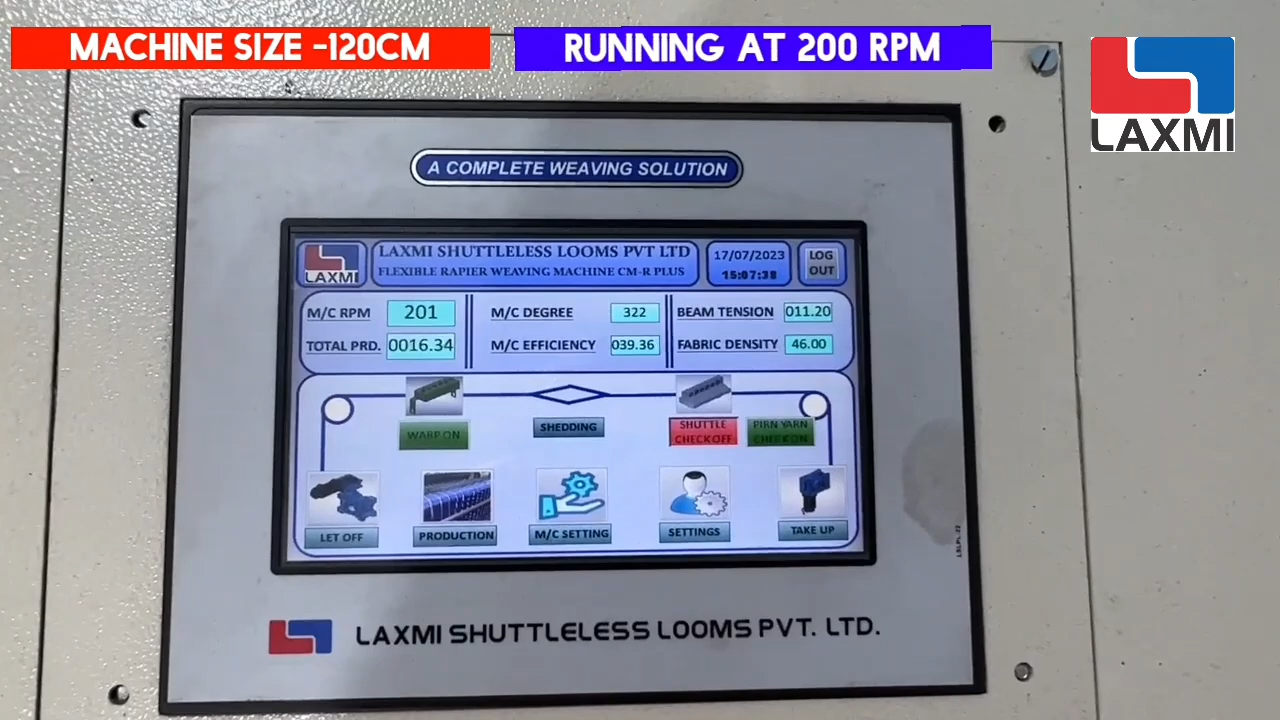 MACHINE SIZE -120CM
RUNNING AT 200 RPM
LAXMI
A COMPLETE WEAVING SOLUTION
LAXMI
LAXMI SHUTTLELESS LOOMS PVT LTD
FLEXIBLE RAPIER WEAVING MACHINE CM-R PLUS
17/07/2023
15:07:38
LOG
OUT
M/C RPM 201
M/C DEGREE 322
BEAM TENSION 011.20
TOTAL PRD. 0016.34
M/C EFFICIENCY 039.36
FABRIC DENSITY 46.00
WARP ON
SHEDDING
SHUTTLE
CHECK OFF
PIRN YARN
CHECK ON
LET OFF
PRODUCTION
M/C SETTING
SETTINGS
TAKE UP
LAXMI SHUTTLELESS LOOMS PVT. LTD.